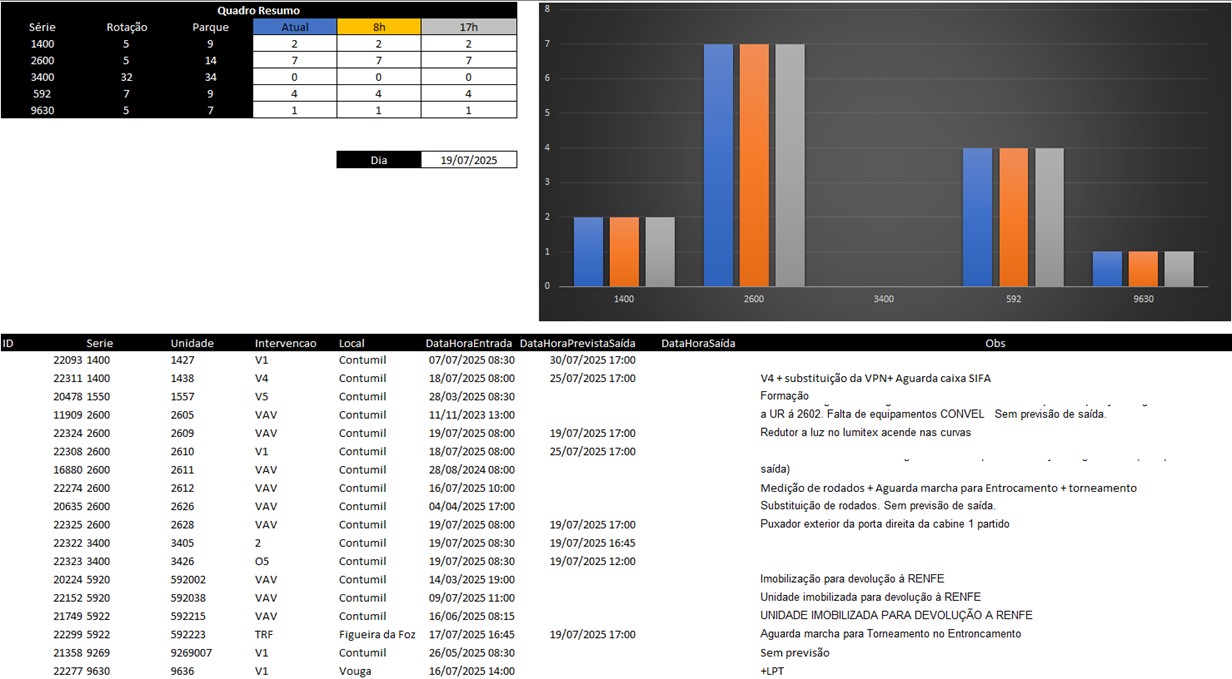 Quadro Resumo
Série Rotação Parque Atual 8h 17h
1400 5 9 2 2 2
2600 5 14 7 7 7
3400 32 34 0 0 0
592 7 9 4 4 4
9630 5 7 1 1 1
Dia 19/07/2025
8
7
6
5
4
3
2
1
0
1400 2600 3400 592 9630
ID Serie Unidade Intervencao Local DataHoraEntrada DataHoraPrevistaSaída DataHoraSaída Obs
22093 1400 1427 V1 Contumil 07/07/2025 08:30 30/07/2025 17:00
22311 1400 1438 V4 Contumil 18/07/2025 08:00 25/07/2025 17:00 V4 + substituição da VPN+ Aguarda caixa SIFA
20478 1550 1557 V5 Contumil 28/03/2025 08:30 Formação
11909 2600 2605 VAV Contumil 11/11/2023 13:00 a UR á 2602. Falta de equipamentos CONVEL Sem previsão de saída.
22324 2600 2609 VAV Contumil 19/07/2025 08:00 19/07/2025 17:00 Redutor a luz no lumitex acende nas curvas
22308 2600 2610 V1 Contumil 18/07/2025 08:00 25/07/2025 17:00
16880 2600 2611 VAV Contumil 28/08/2024 08:00 saída)
22274 2600 2612 VAV Contumil 16/07/2025 10:00 Medição de rodados + Aguarda marcha para Entrocamento + torneamento
20635 2600 2626 VAV Contumil 04/04/2025 17:00 Substituição de rodados. Sem previsão de saída.
22325 2600 2628 VAV Contumil 19/07/2025 08:00 19/07/2025 17:00 Puxador exterior da porta direita da cabine 1 partido
22322 3400 3405 2 Contumil 19/07/2025 08:30 19/07/2025 16:45
22323 3400 3426 O5 Contumil 19/07/2025 08:30 19/07/2025 12:00
20224 5920 592002 VAV Contumil 14/03/2025 19:00 Imobilização para devolução à RENFE
22152 5920 592038 VAV Contumil 09/07/2025 11:00 Unidade imobilizada para devolução à RENFE
21749 5922 592215 VAV Contumil 16/06/2025 08:15 UNIDADE IMOBILIZADA PARA DEVOLUÇÃO A RENFE
22299 5922 592223 TRF Figueira da Foz 17/07/2025 16:45 19/07/2025 17:00 Aguarda marcha para Torneamento no Entroncamento
21358 9269 9269007 V1 Contumil 26/05/2025 08:30 Sem previsão
22277 9630 9636 V1 Vouga 16/07/2025 14:00 +LPT